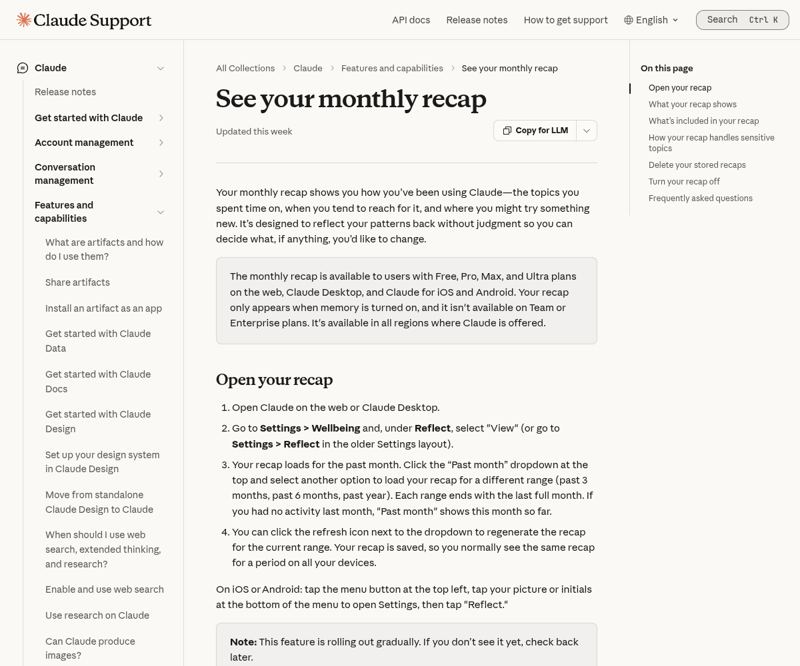 Claude Support
API docs
Release notes
How to get support
English
Search Ctrl K
Claude
Release notes
Get started with Claude
Account management
Conversation
management
Features and
capabilities
What are artifacts and how
do I use them?
Share artifacts
Install an artifact as an app
Get started with Claude
Data
Get started with Claude
Docs
Get started with Claude
Design
Set up your design system
in Claude Design
Move from standalone
Claude Design to Claude
When should I use web
search, extended thinking,
and research?
Enable and use web search
Use research on Claude
Can Claude produce
images?
All Collections > Claude > Features and capabilities > See your monthly recap
See your monthly recap
Updated this week
Copy for LLM
Your monthly recap shows you how you've been using Claude—the topics you
spent time on, when you tend to reach for it, and where you might try something
new. It's designed to reflect your patterns back without judgment so you can
decide what, if anything, you'd like to change.
The monthly recap is available to users with Free, Pro, Max, and Ultra plans
on the web, Claude Desktop, and Claude for iOS and Android. Your recap
only appears when memory is turned on, and it isn't available on Team or
Enterprise plans. It's available in all regions where Claude is offered.
Open your recap
1. Open Claude on the web or Claude Desktop.
2. Go to Settings > Wellbeing and, under Reflect, select "View" (or go to
Settings > Reflect in the older Settings layout).
3. Your recap loads for the past month. Click the "Past month" dropdown at the
top and select another option to load your recap for a different range (past 3
months, past 6 months, past year). Each range ends with the last full month. If
you had no activity last month, "Past month" shows this month so far.
4. You can click the refresh icon next to the dropdown to regenerate the recap
for the current range. Your recap is saved, so you normally see the same recap
for a period on all your devices.
On iOS or Android: tap the menu button at the top left, tap your picture or initials
at the bottom of the menu to open Settings, then tap "Reflect."
Note: This feature is rolling out gradually. If you don't see it yet, check back
later.
On this page
Open your recap
What your recap shows
What's included in your recap
How your recap handles sensitive
topics
Delete your stored recaps
Turn your recap off
Frequently asked questions